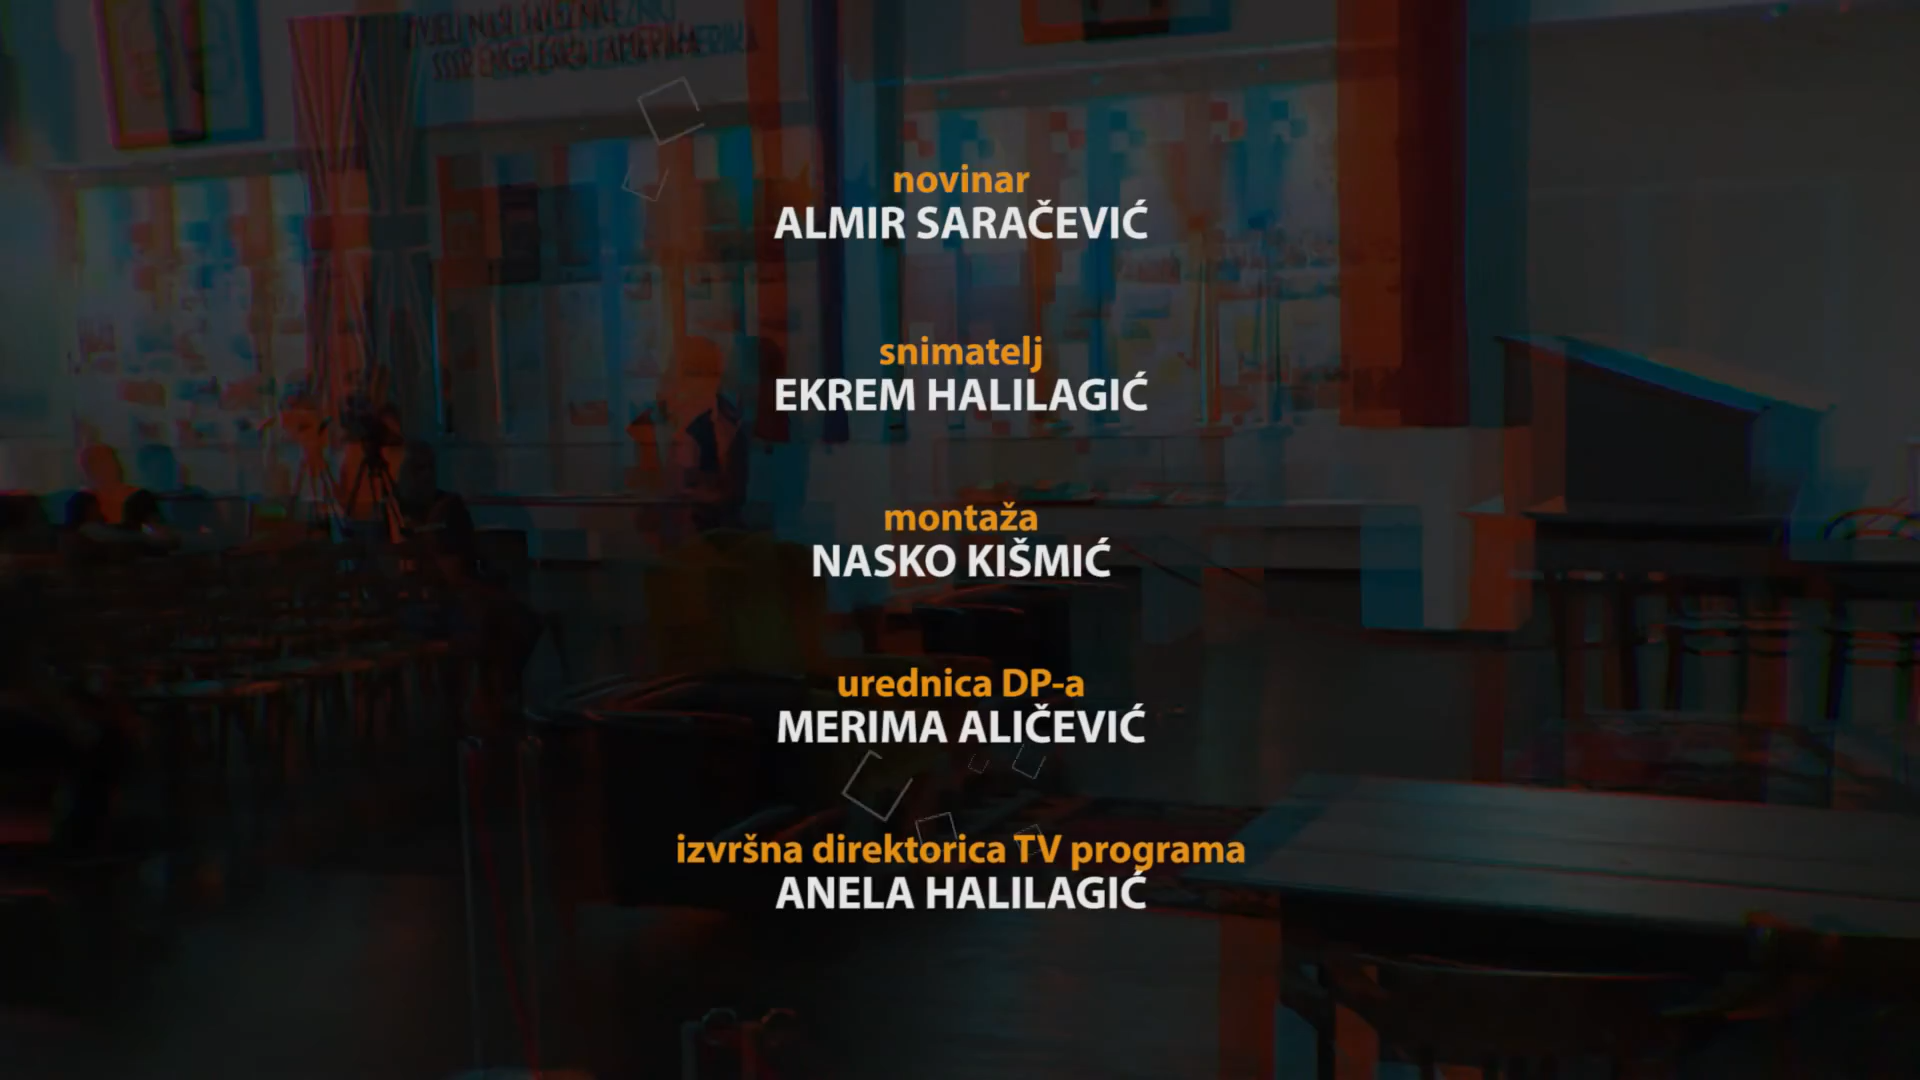 novinar
ALMIR SARAČEVIĆ
snimatelj
EKREM HALILAGIĆ
montaža
NASKO KIŠMIĆ
urednica DP-a
MERIMA ALIČEVIĆ
izvršna direktorica TV programa
ANELA HALILAGIĆ